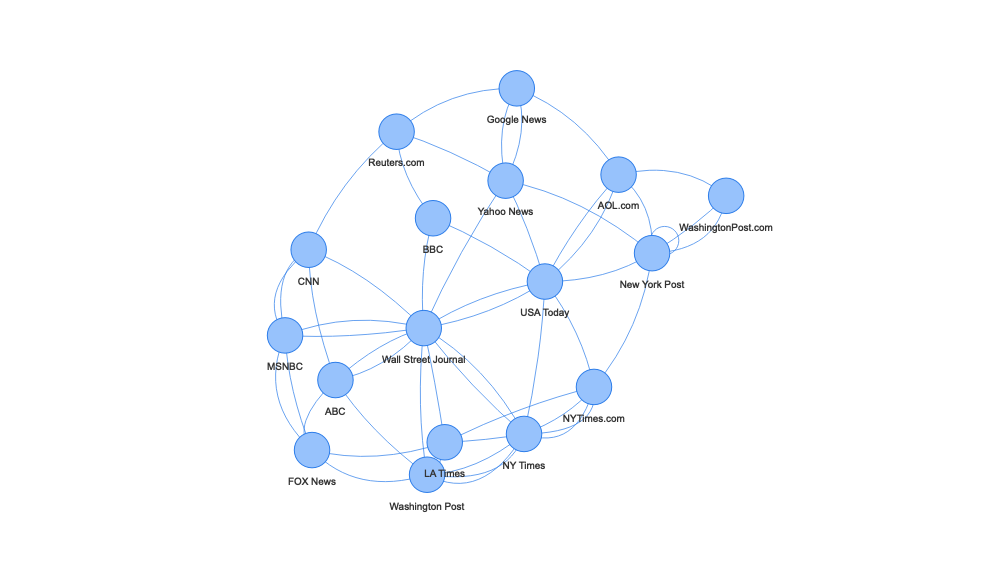 Google News
Reuters.com
Yahoo News
AOL.com
WashingtonPost.com
BBC
CNN
New York Post
USA Today
Wall Street Journal
MSNBC
ABC
NYTimes.com
NY Times
LA Times
FOX News
Washington Post